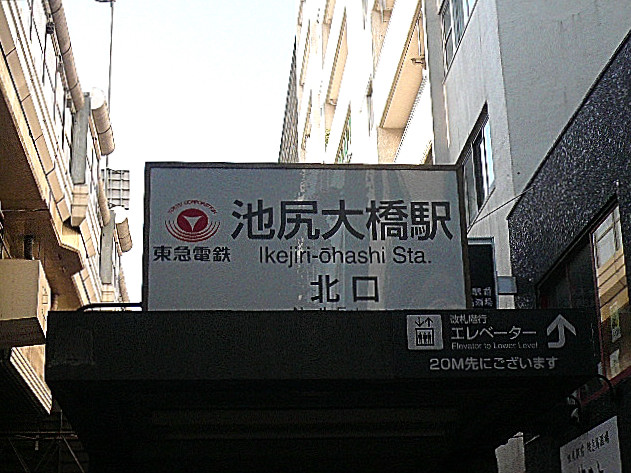 池尻大橋駅
東急電鉄
Ikejiri-ōhashi Sta.
北口
改札階行
エレベーター
Elevator to Lower Level
20M先にございます